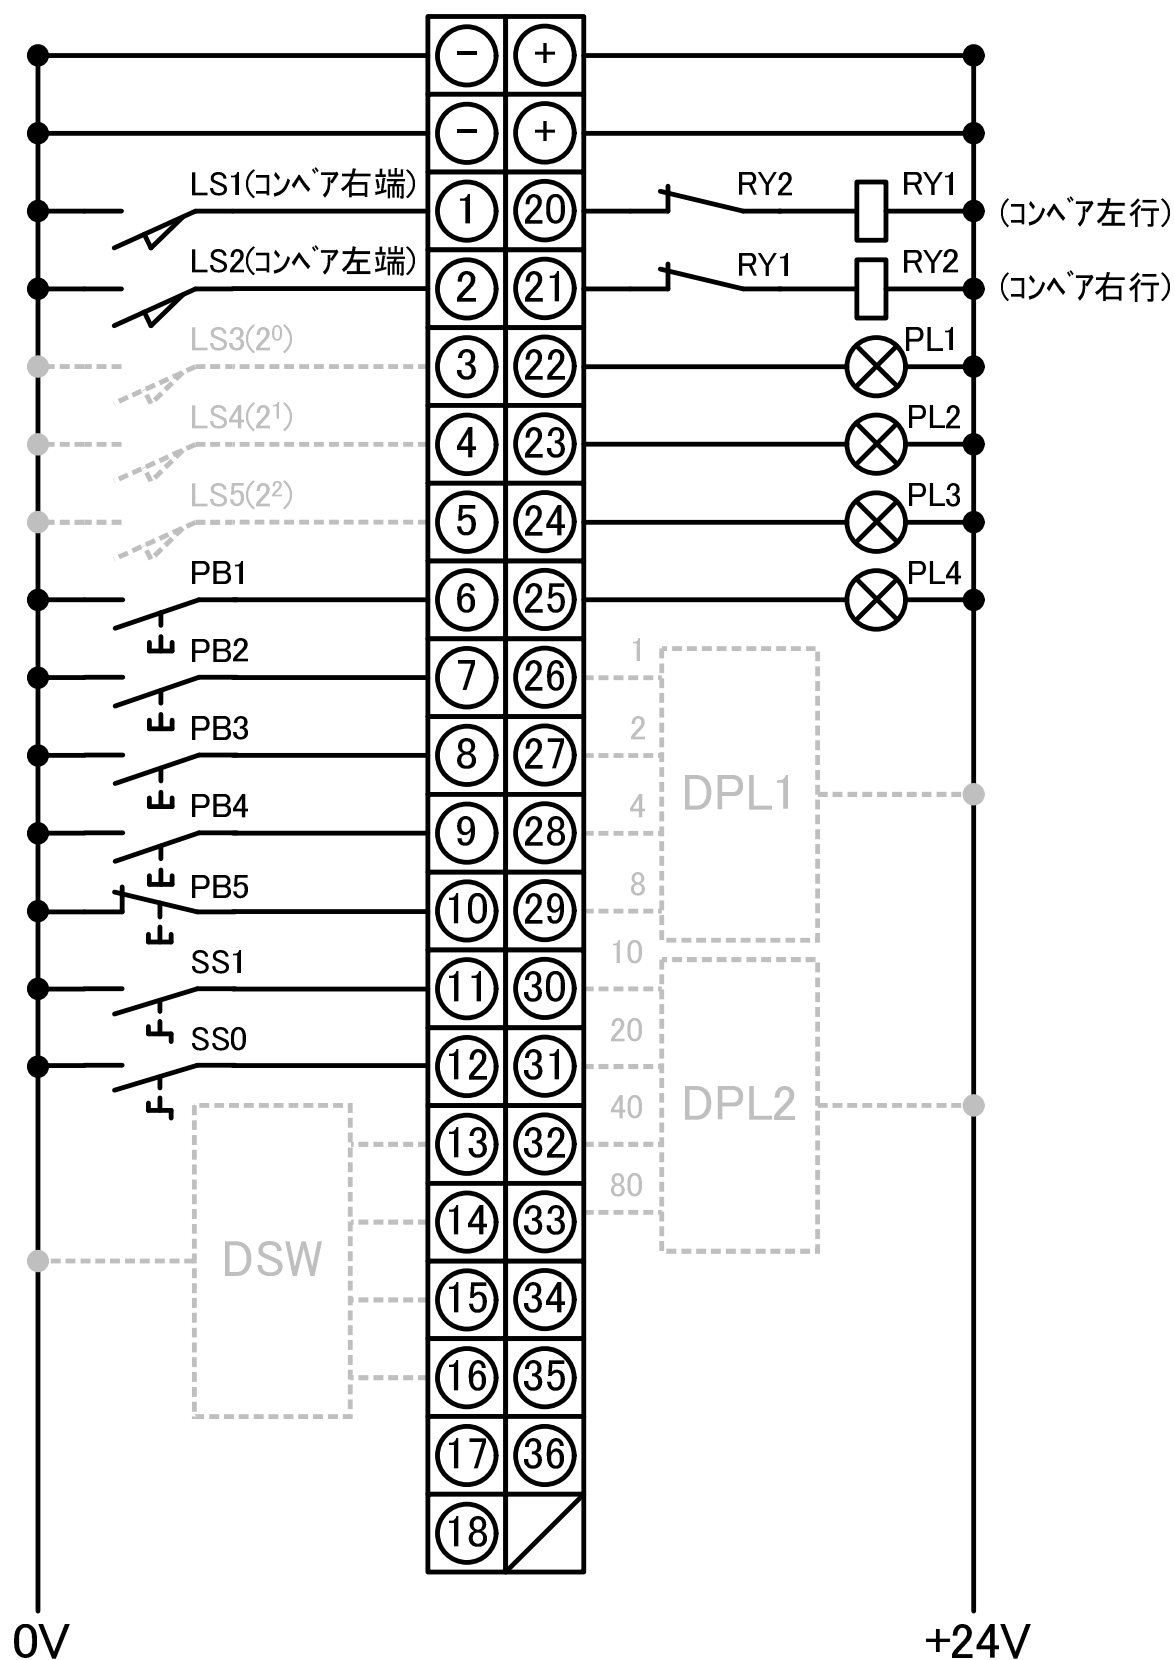 − +
− +
LS1(コンベア右端) 1 20 RY2 RY1 (コンベア左行)
LS2(コンベア左端) 2 21 RY1 RY2 (コンベア右行)
LS3(2⁰) 3 22 PL1
LS4(2¹) 4 23 PL2
LS5(2²) 5 24 PL3
PB1 6 25 PL4
PB2 7 26 1
PB3 8 27 2
DPL1
PB4 9 28 4
PB5 10 29 8
SS1 11 30 10
SS0 12 31 20
DPL2
13 32 40
14 33 80
DSW
15 34
16 35
17 36
18
0V +24V